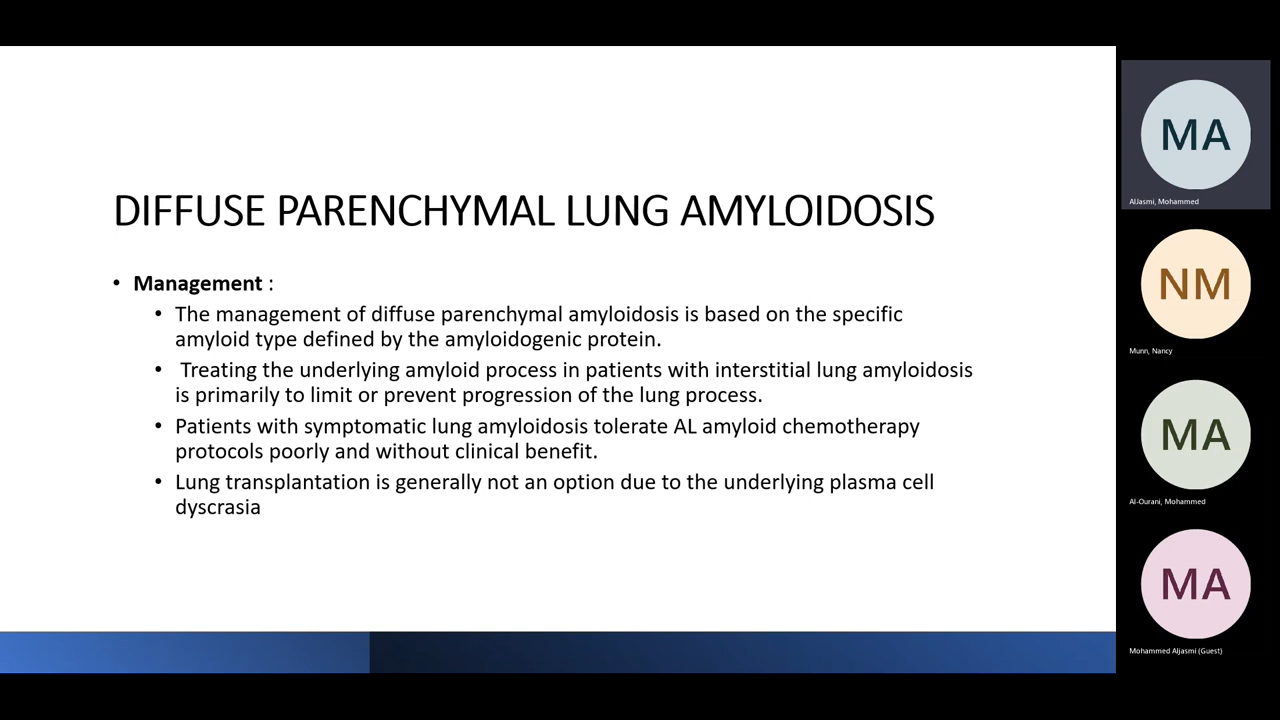 DIFFUSE PARENCHYMAL LUNG AMYLOIDOSIS
• Management :
• The management of diffuse parenchymal amyloidosis is based on the specific
amyloid type defined by the amyloidogenic protein.
• Treating the underlying amyloid process in patients with interstitial lung amyloidosis
is primarily to limit or prevent progression of the lung process.
• Patients with symptomatic lung amyloidosis tolerate AL amyloid chemotherapy
protocols poorly and without clinical benefit.
• Lung transplantation is generally not an option due to the underlying plasma cell
dyscrasia
MA
AlJasmi, Mohammed
NM
Munn, Nancy
MA
Al-Ourani, Mohammed
MA
Mohammed Aljasmi (Guest)